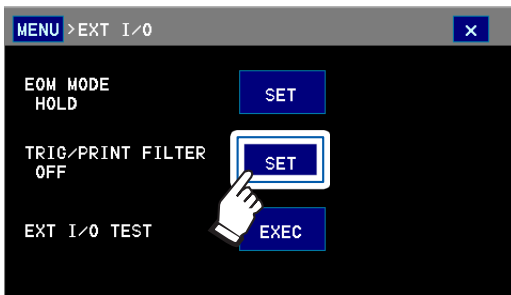 MENU >EXT I/O ×
EOM MODE SET
HOLD
TRIG/PRINT FILTER SET
OFF
EXT I/O TEST EXEC